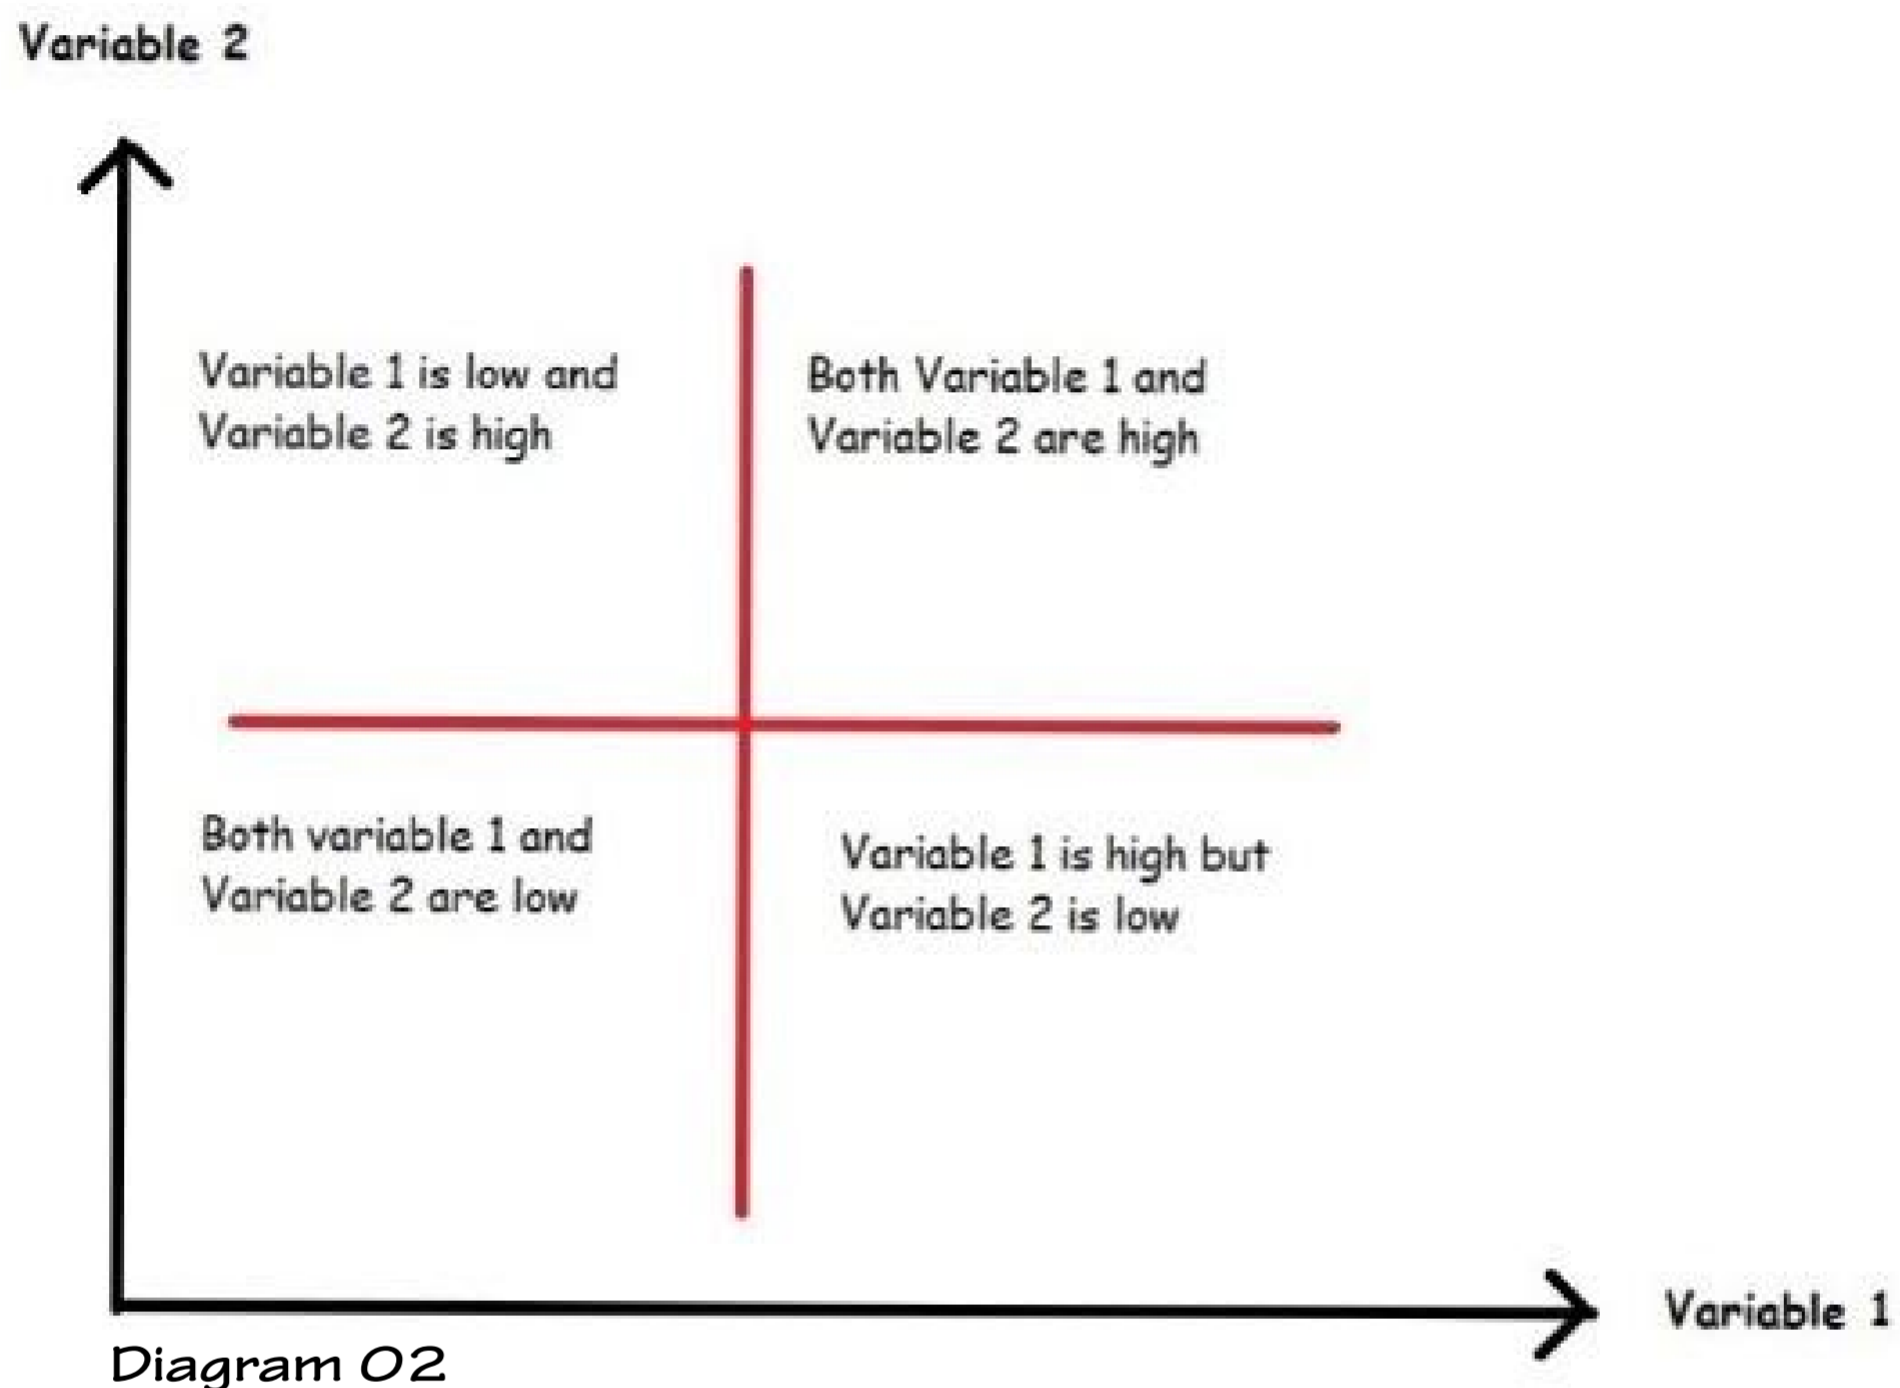 Variable 2
Variable 1 is low and
Variable 2 is high
Both Variable 1 and
Variable 2 are high
Both variable 1 and
Variable 2 are low
Variable 1 is high but
Variable 2 is low
Variable 1
Diagram 02